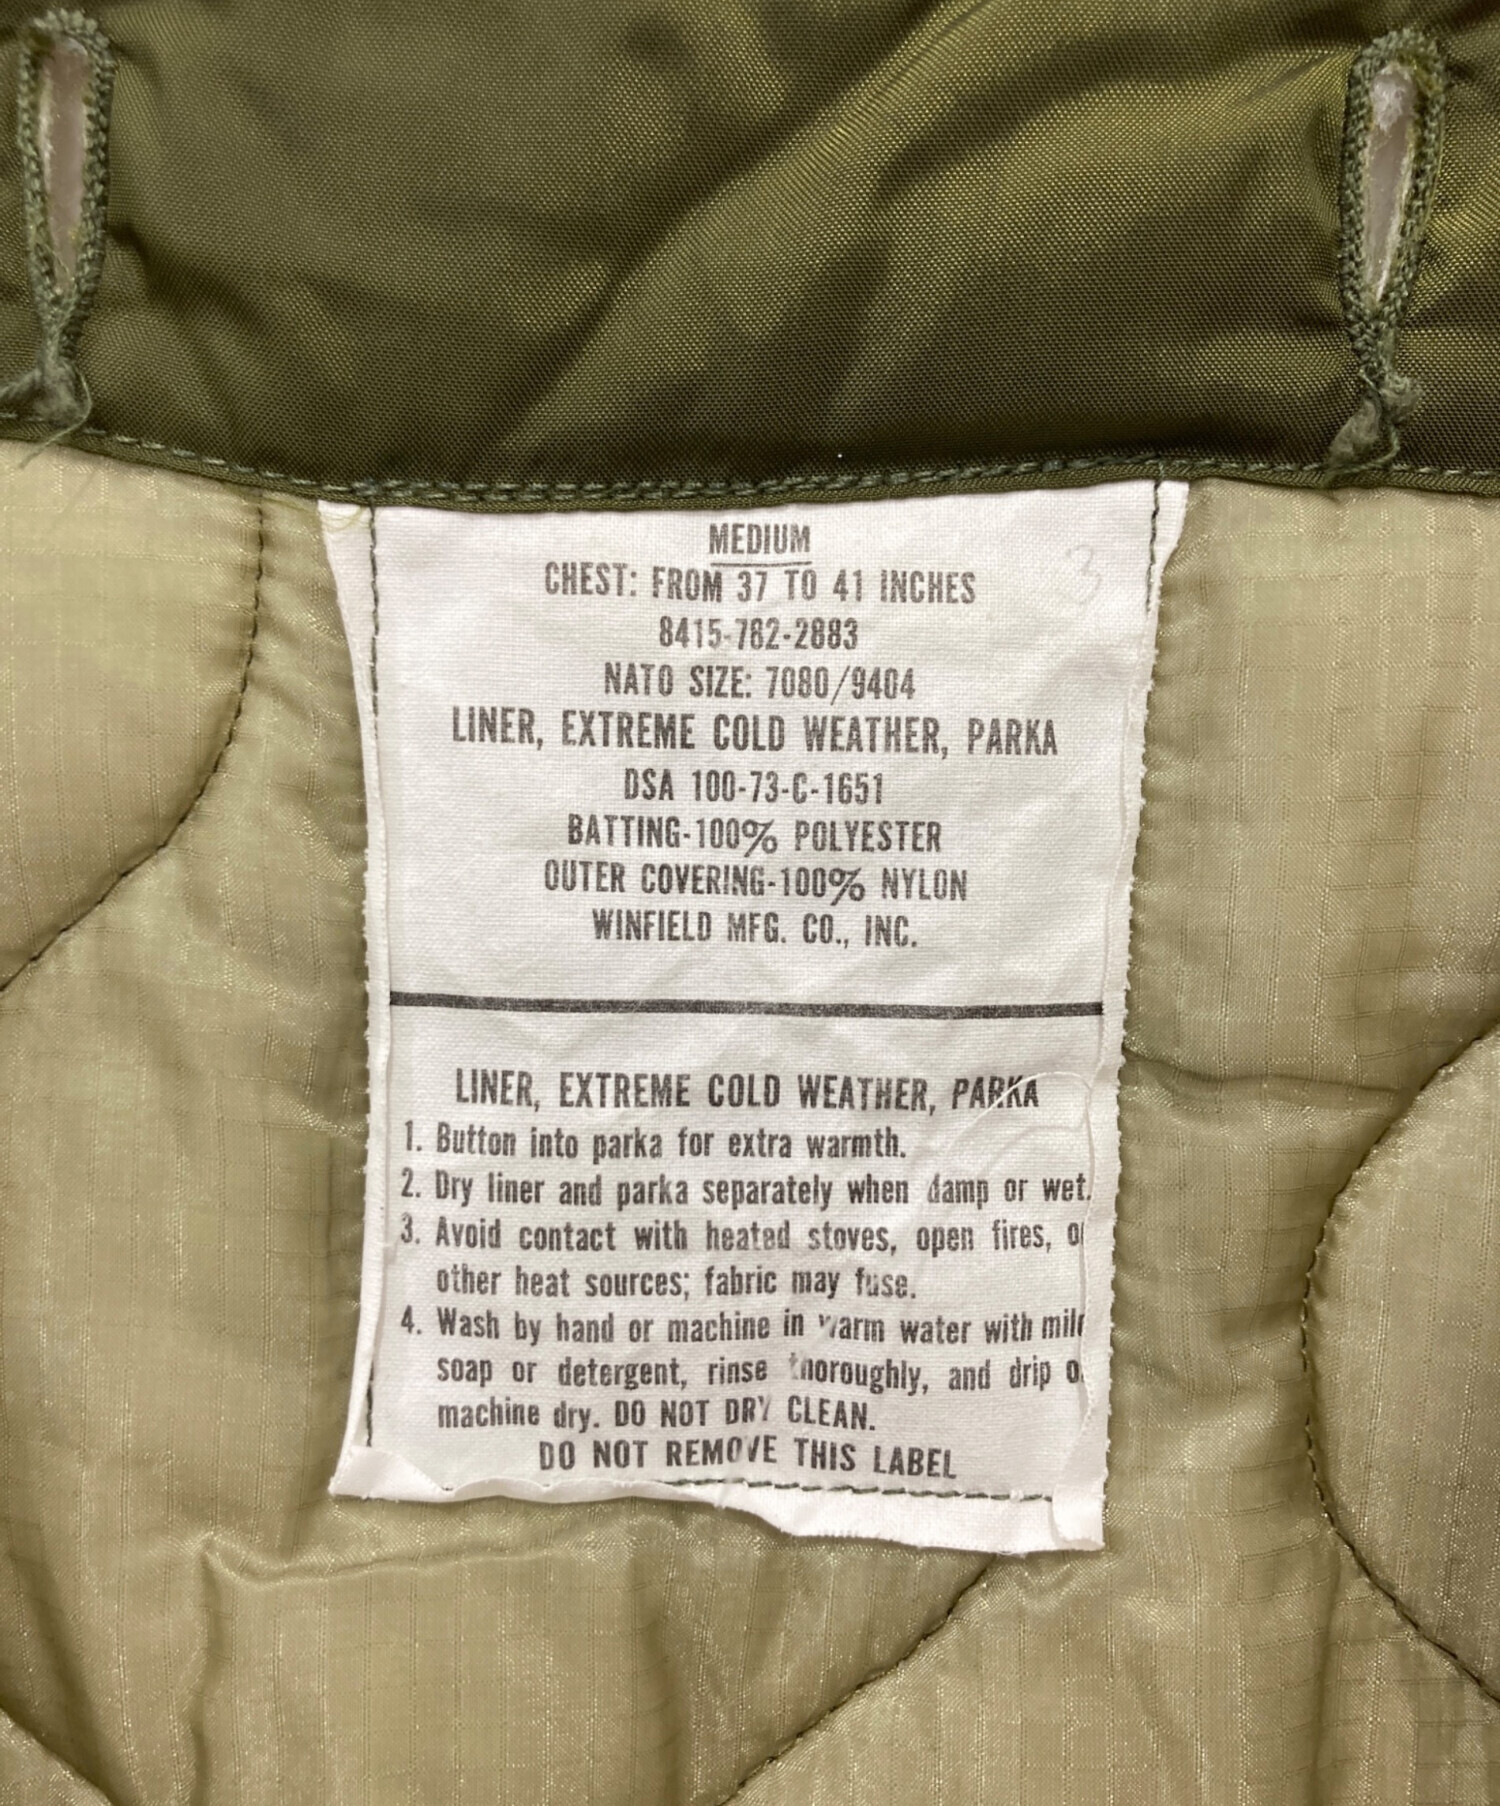 MEDIUM
CHEST: FROM 37 TO 41 INCHES
3
8415-782-2883
NATO SIZE: 7080/9404
LINER, EXTREME COLD WEATHER, PARKA
DSA 100-73-C-1651
BATTING-100% POLYESTER
OUTER COVERING-100% NYLON
WINFIELD MFG. CO., INC.
LINER, EXTREME COLD WEATHER, PARKA
1. Button into parka for extra warmth.
2. Dry liner and parka separately when damp or wet.
3. Avoid contact with heated stoves, open fires, o
other heat sources; fabric may fuse.
4. Wash by hand or machine in warm water with mil
soap or detergent, rinse thoroughly, and drip o
machine dry. DO NOT DRY CLEAN.
DO NOT REMOVE THIS LABEL